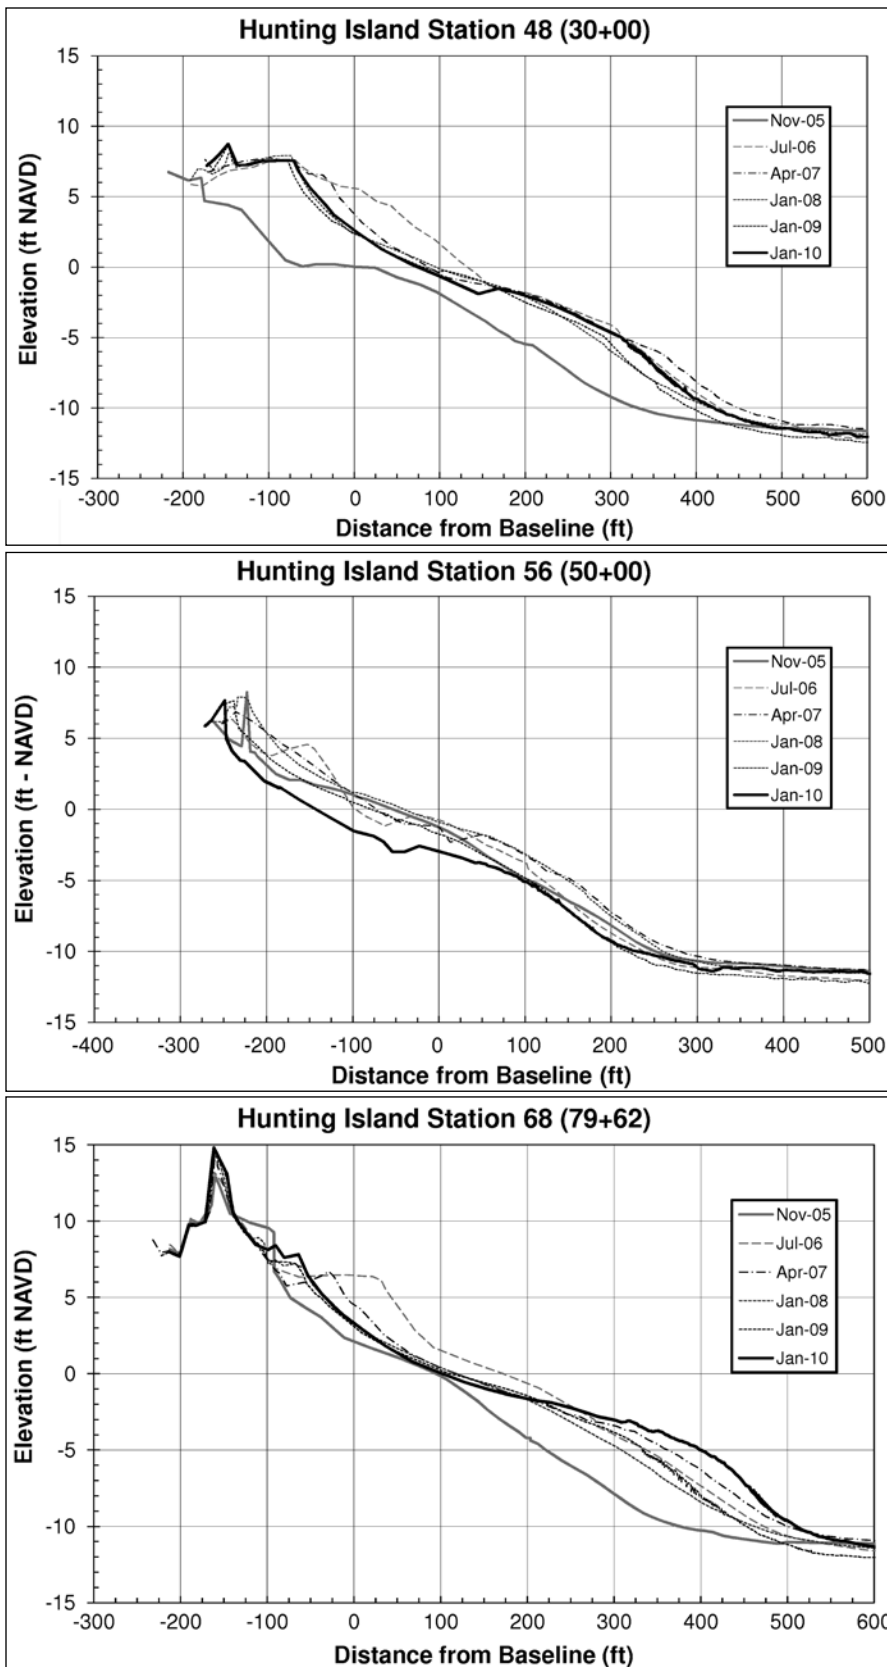 Hunting Island Station 48 (30+00)
Elevation (ft NAVD)
15
10
5
0
-5
-10
-15
-300 -200 -100 0 100 200 300 400 500 600
Distance from Baseline (ft)
Nov-05
Jul-06
Apr-07
Jan-08
Jan-09
Jan-10
Hunting Island Station 56 (50+00)
Elevation (ft - NAVD)
15
10
5
0
-5
-10
-15
-400 -300 -200 -100 0 100 200 300 400 500
Distance from Baseline (ft)
Nov-05
Jul-06
Apr-07
Jan-08
Jan-09
Jan-10
Hunting Island Station 68 (79+62)
Elevation (ft NAVD)
15
10
5
0
-5
-10
-15
-300 -200 -100 0 100 200 300 400 500 600
Distance from Baseline (ft)
Nov-05
Jul-06
Apr-07
Jan-08
Jan-09
Jan-10